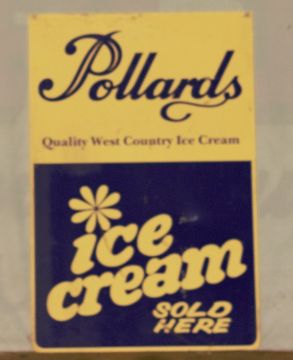 Pollards
Quality West Country Ice Cream
ice
cream
SOLD
HERE